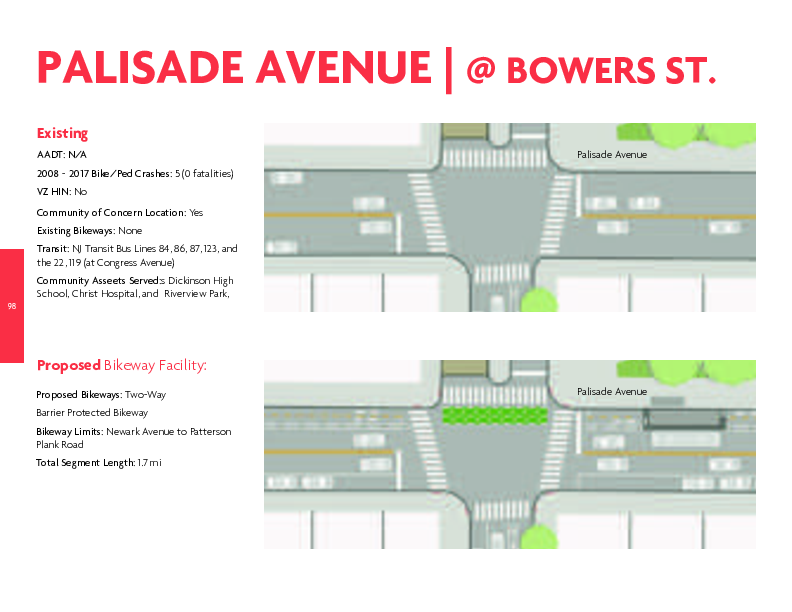 PALISADE AVENUE | @ BOWERS ST.
Existing
AADT: N/A
2008 - 2017 Bike/Ped Crashes: 5 (0 fatalities)
VZ HIN: No
Community of Concern Location: Yes
Existing Bikeways: None
Transit: NJ Transit Bus Lines 84, 86, 87,123, and
the 22 ,119 (at Congress Avenue)
Community Asseets Served:s Dickinson High
School, Christ Hospital, and Riverview Park,
Palisade Avenue
98
Proposed Bikeway Facility:
Proposed Bikeways: Two-Way
Barrier Protected Bikeway
Bikeway Limits: Newark Avenue to Patterson
Plank Road
Total Segment Length: 1.7 mi
Palisade Avenue